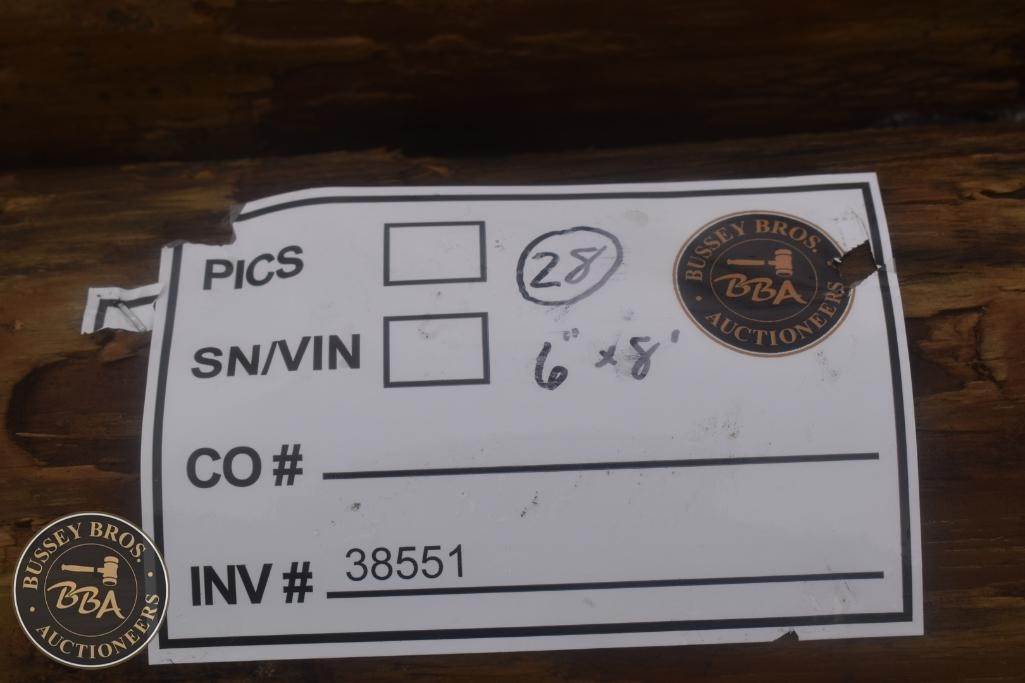 PICS
28
SN/VIN
6" x 8'
CO #
INV # 38551
BUSSEY BROS.
BBA
AUCTIONEERS
BUSSEY BROS.
BBA
AUCTIONEERS